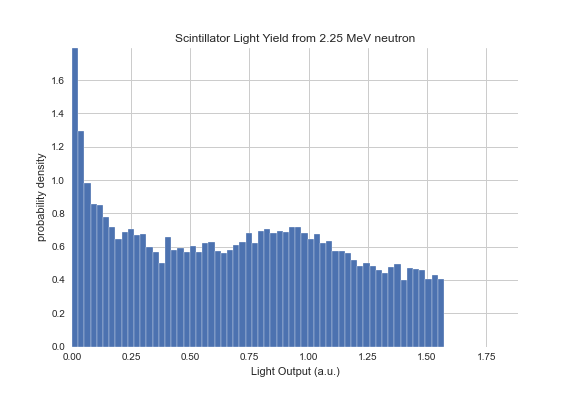 Scintillator Light Yield from 2.25 MeV neutron
probability density
1.6
1.4
1.2
1.0
0.8
0.6
0.4
0.2
0.0
0.00 0.25 0.50 0.75 1.00 1.25 1.50 1.75
Light Output (a.u.)